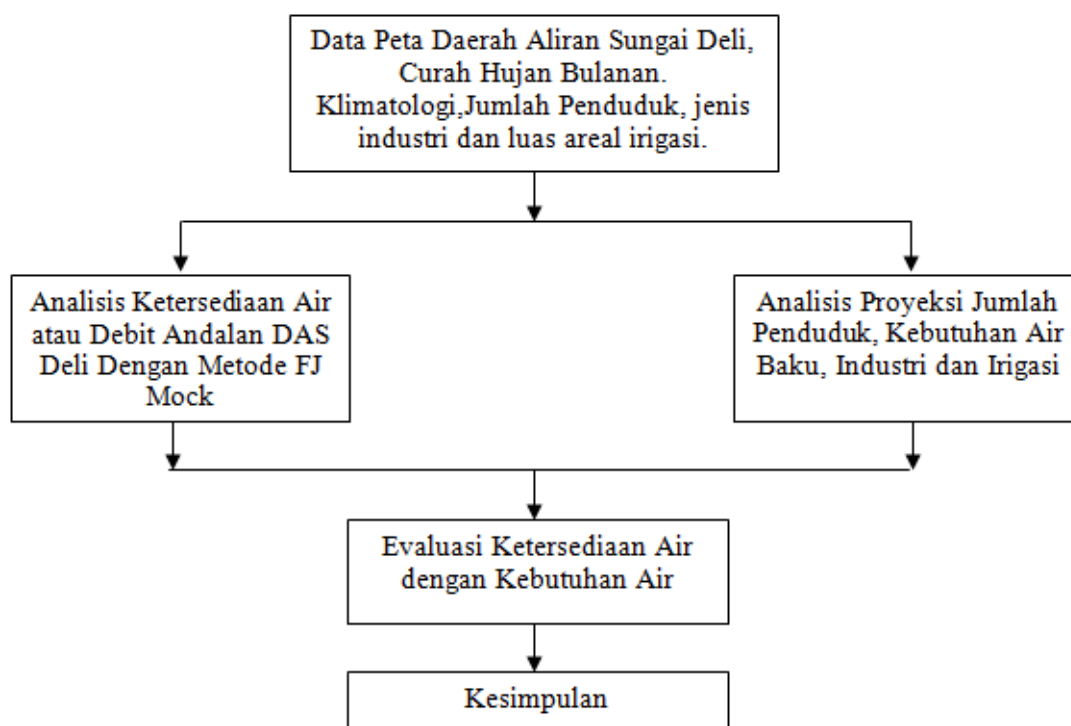 Data Peta Daerah Aliran Sungai Deli,
Curah Hujan Bulanan.
Klimatologi,Jumlah Penduduk, jenis
industri dan luas areal irigasi.
Analisis Ketersediaan Air
atau Debit Andalan DAS
Deli Dengan Metode FJ
Mock
Analisis Proyeksi Jumlah
Penduduk, Kebutuhan Air
Baku, Industri dan Irigasi
Evaluasi Ketersediaan Air
dengan Kebutuhan Air
Kesimpulan